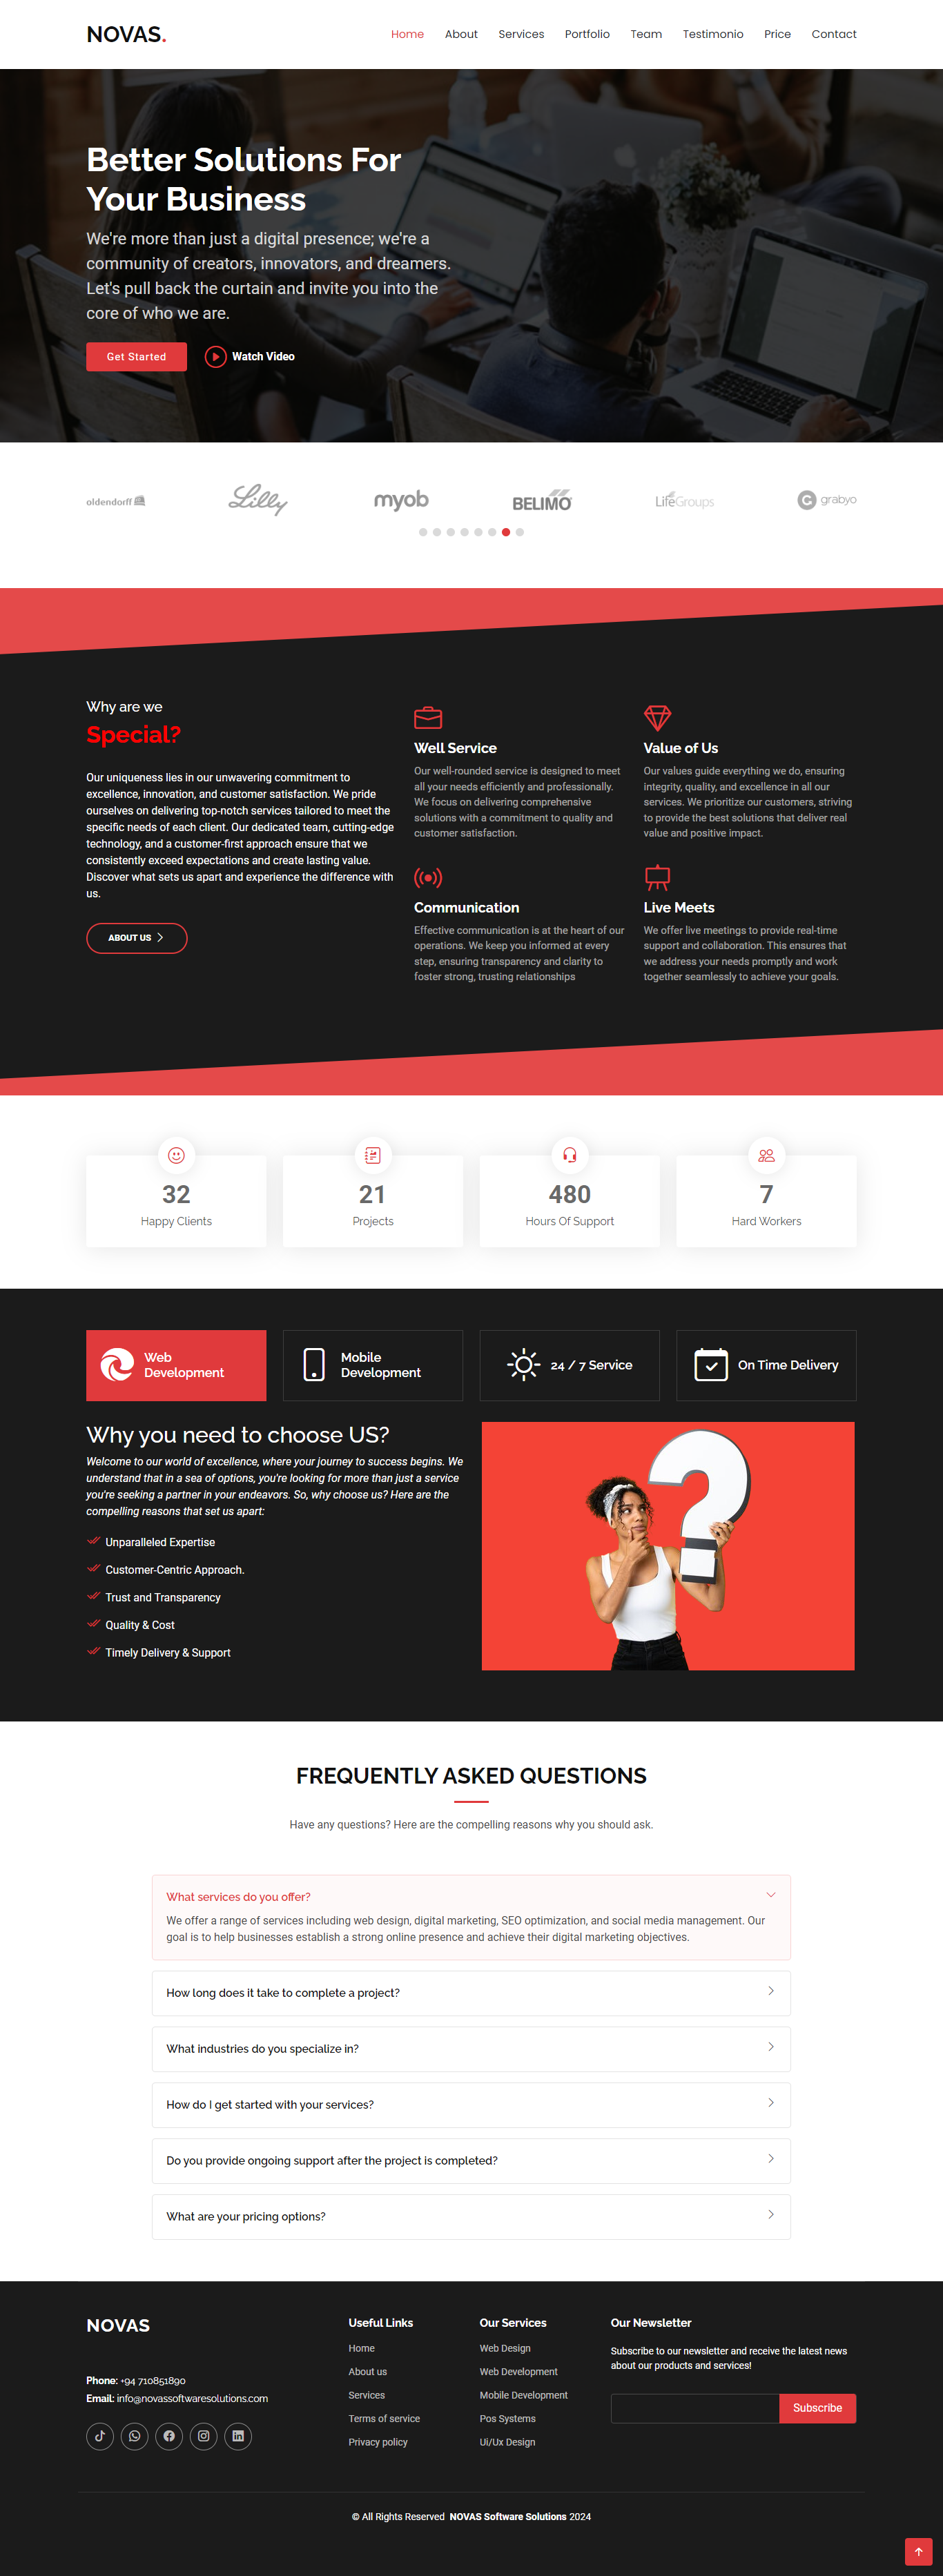 NOVAS.
Home About Services Portfolio Team Testimonio Price Contact
Better Solutions For
Your Business
We're more than just a digital presence; we're a
community of creators, innovators, and dreamers.
Let's pull back the curtain and invite you into the
core of who we are.
Get Started Watch Video
oldendorff Lilly myob BELIMO LifeGroups grabyo
Why are we
Special?
Our uniqueness lies in our unwavering commitment to
excellence, innovation, and customer satisfaction. We pride
ourselves on delivering top-notch services tailored to meet the
specific needs of each client. Our dedicated team, cutting-edge
technology, and a customer-first approach ensure that we
consistently exceed expectations and create lasting value.
Discover what sets us apart and experience the difference with
us.
ABOUT US
Well Service
Our well-rounded service is designed to meet
all your needs efficiently and professionally.
We focus on delivering comprehensive
solutions with a commitment to quality and
customer satisfaction.
Value of Us
Our values guide everything we do, ensuring
integrity, quality, and excellence in all our
services. We prioritize our customers, striving
to provide the best solutions that deliver real
value and positive impact.
Communication
Effective communication is at the heart of our
operations. We keep you informed at every
step, ensuring transparency and clarity to
foster strong, trusting relationships
Live Meets
We offer live meetings to provide real-time
support and collaboration. This ensures that
we address your needs promptly and work
together seamlessly to achieve your goals.
32
Happy Clients
21
Projects
480
Hours Of Support
7
Hard Workers
Web
Development
Mobile
Development
24 / 7 Service
On Time Delivery
Why you need to choose US?
Welcome to our world of excellence, where your journey to success begins. We
understand that in a sea of options, you're looking for more than just a service
you're seeking a partner in your endeavors. So, why choose us? Here are the
compelling reasons that set us apart:
Unparalleled Expertise
Customer-Centric Approach.
Trust and Transparency
Quality & Cost
Timely Delivery & Support
?
FREQUENTLY ASKED QUESTIONS
Have any questions? Here are the compelling reasons why you should ask.
What services do you offer?
We offer a range of services including web design, digital marketing, SEO optimization, and social media management. Our
goal is to help businesses establish a strong online presence and achieve their digital marketing objectives.
How long does it take to complete a project?
What industries do you specialize in?
How do I get started with your services?
Do you provide ongoing support after the project is completed?
What are your pricing options?
NOVAS
Phone: +94 710851890
Email: info@novassoftwaresolutions.com
Useful Links
Home
About us
Services
Terms of service
Privacy policy
Our Services
Web Design
Web Development
Mobile Development
Pos Systems
Ui/Ux Design
Our Newsletter
Subscribe to our newsletter and receive the latest news
about our products and services!
Subscribe
© All Rights Reserved NOVAS Software Solutions 2024